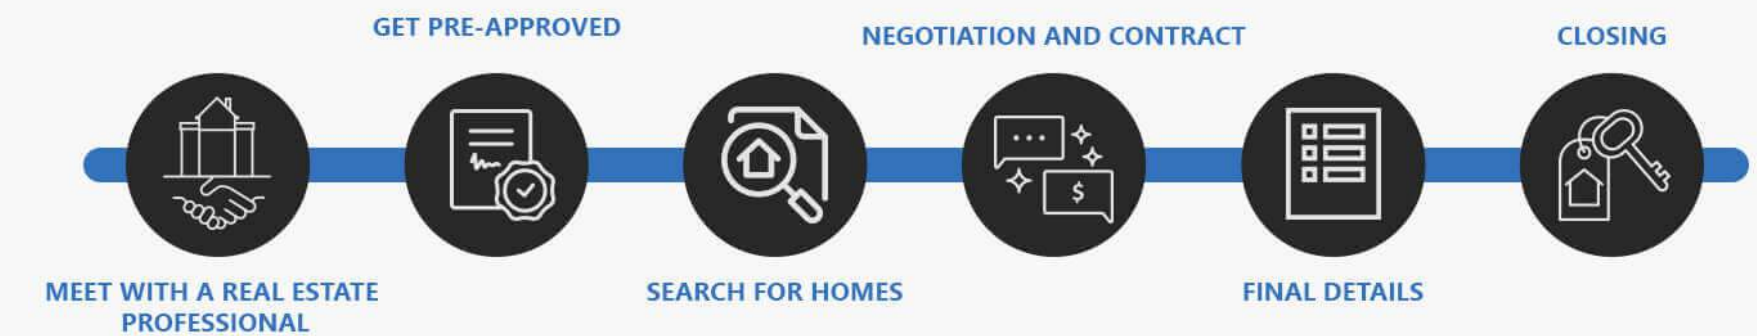 GET PRE-APPROVED
NEGOTIATION AND CONTRACT
CLOSING
$
MEET WITH A REAL ESTATE
PROFESSIONAL
SEARCH FOR HOMES
FINAL DETAILS